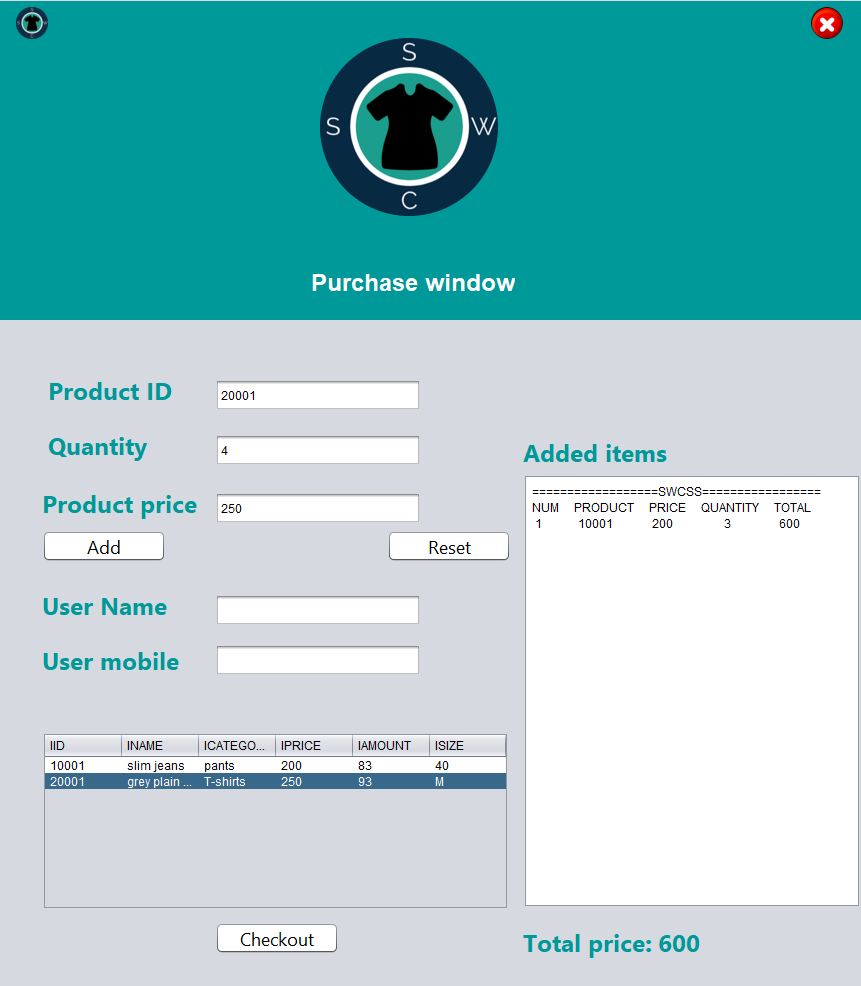 S
S W
C
Purchase window
Product ID 20001
Quantity 4
Product price 250
Add Reset
User Name
User mobile
IID INAME ICATEGO... IPRICE IAMOUNT ISIZE
10001 slim jeans pants 200 83 40
20001 grey plain ... T-shirts 250 93 M
Checkout
Added items
==================SWCSS=================
NUM PRODUCT PRICE QUANTITY TOTAL
1 10001 200 3 600
Total price: 600